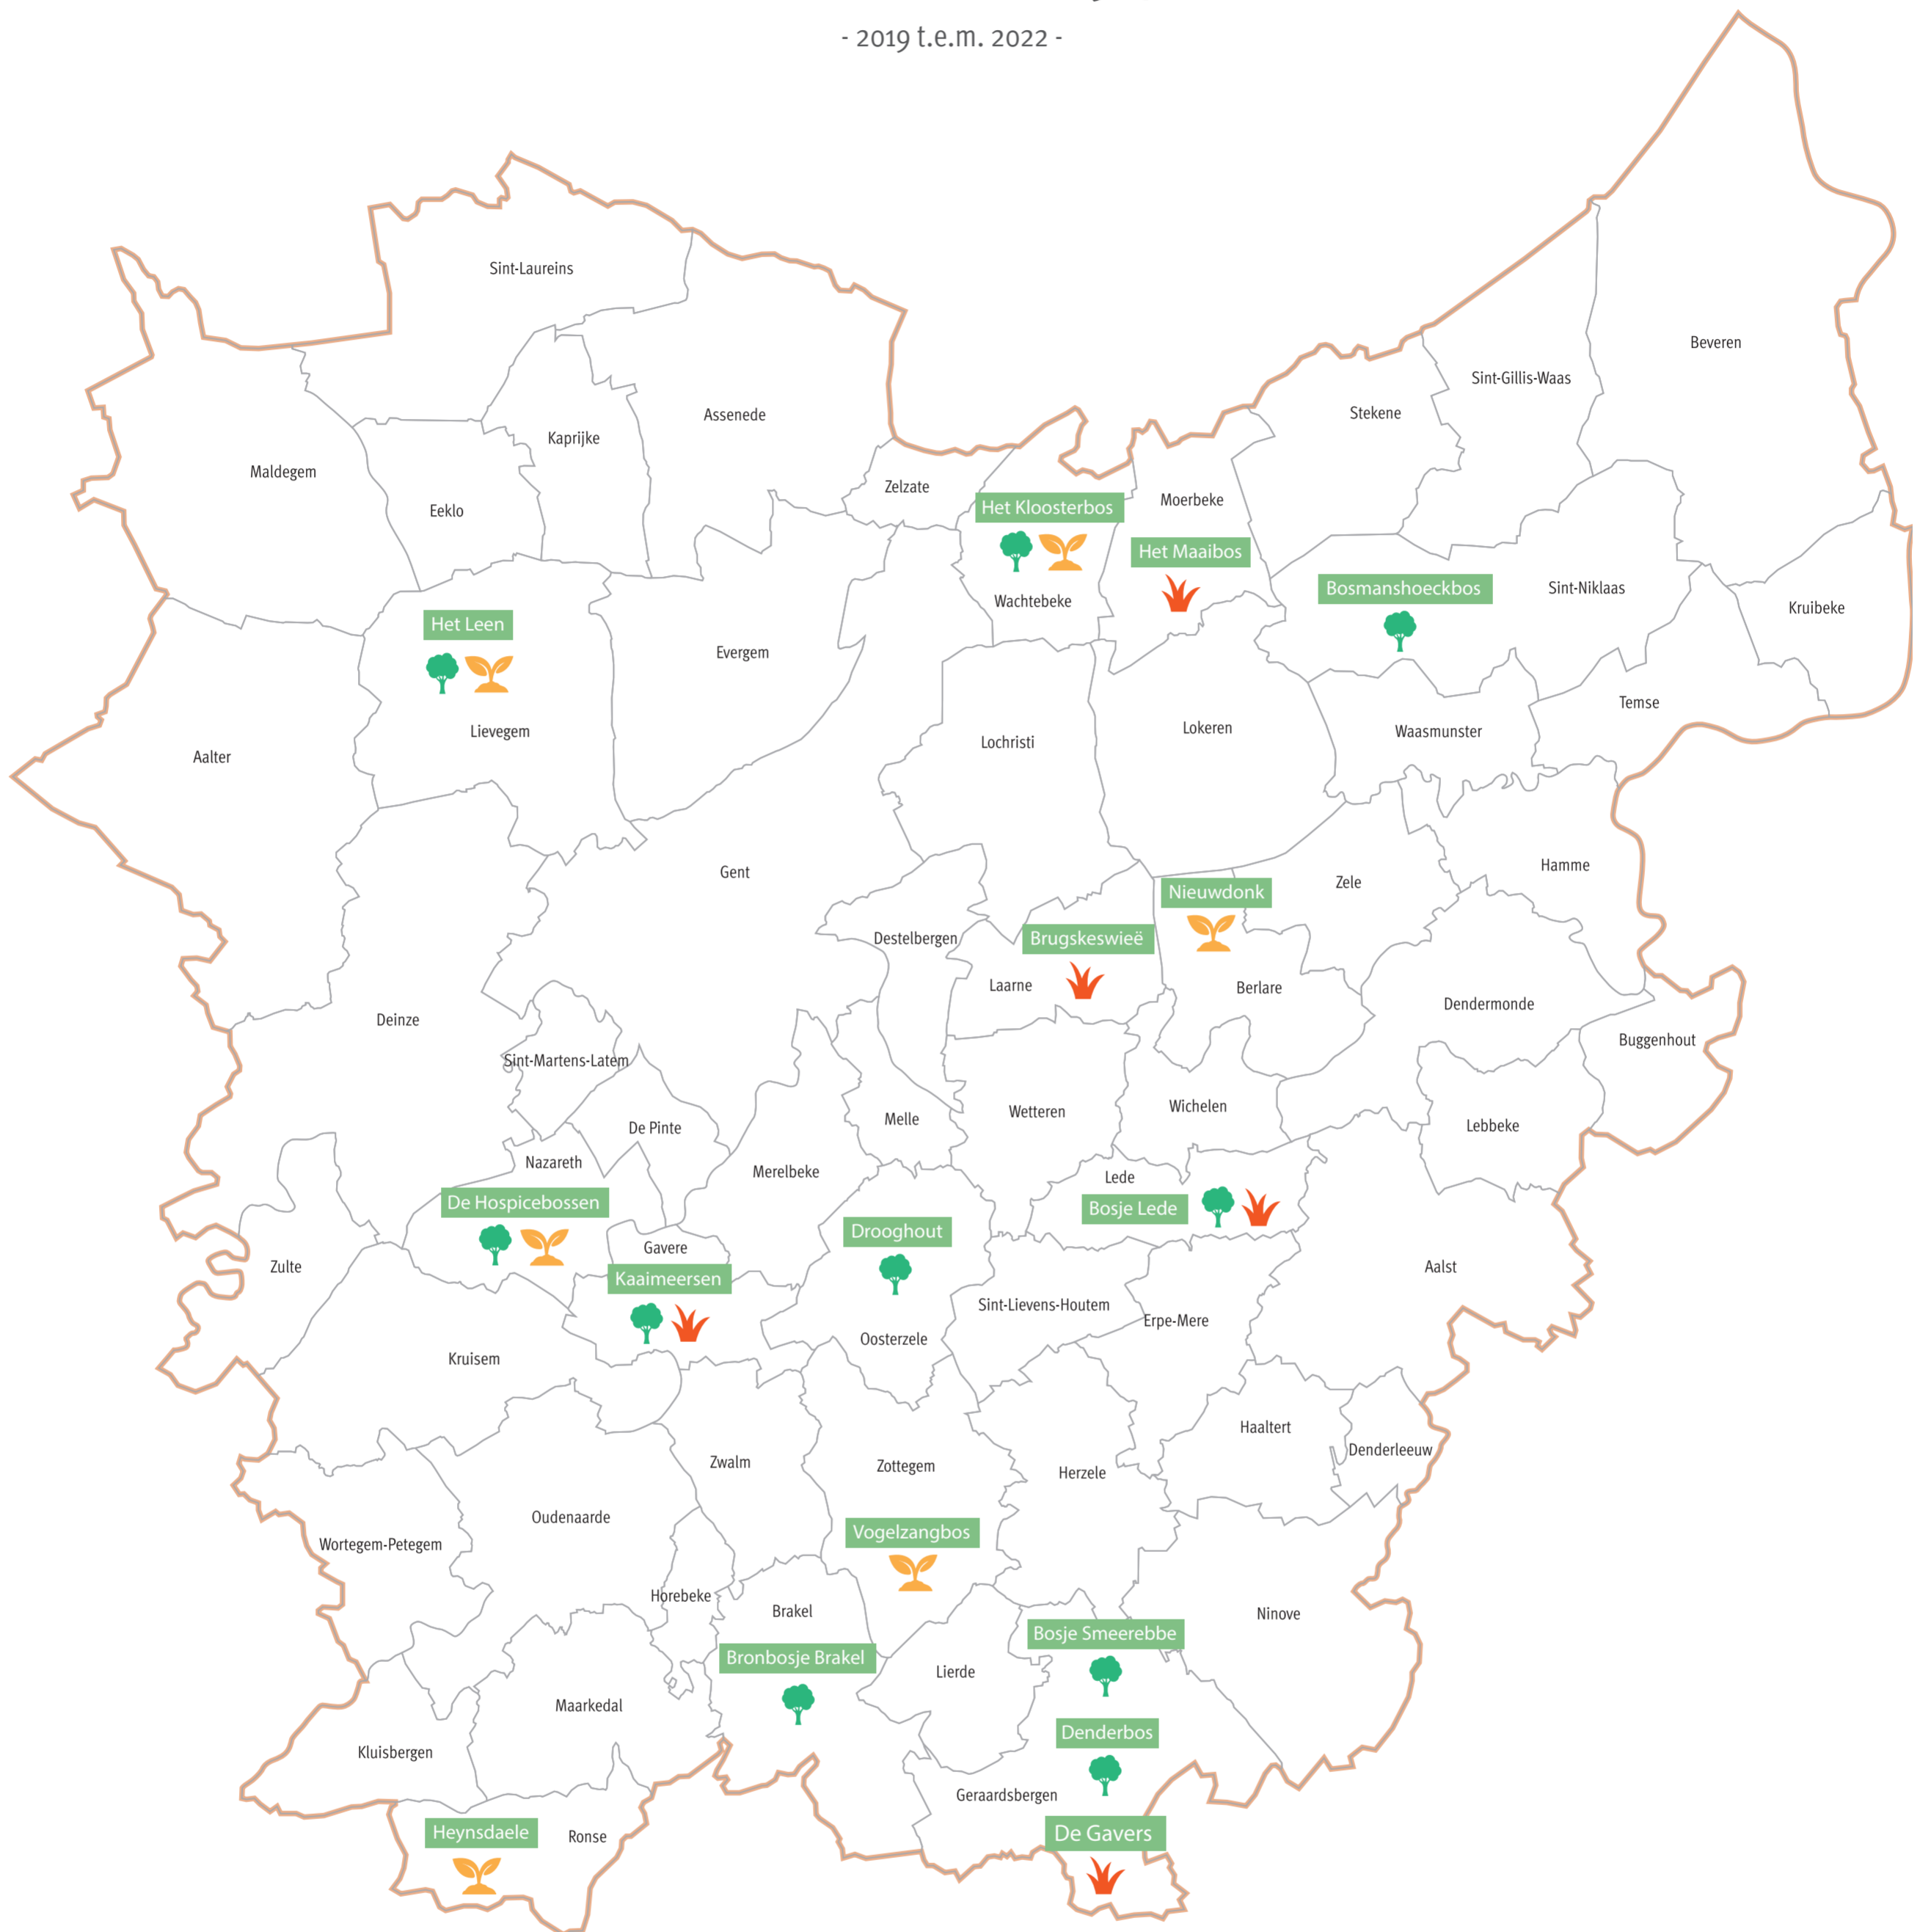 - 2019 t.e.m. 2022 -
Sint-Laureins
Beveren
Sint-Gillis-Waas
Stekene
Assenede
Kaprijke
Maldegem
Zelzate
Moerbeke
Eeklo
Het Kloosterbos
Het Maaibos
Bosmanshoeckbos
Sint-Niklaas
Wachtebeke
Kruibeke
Het Leen
Evergem
Temse
Lokeren
Lievegem
Waasmunster
Lochristi
Aalter
Hamme
Gent
Zele
Nieuwdonk
Destelbergen
Brugskeswieë
Laarne
Berlare
Dendermonde
Deinze
Buggenhout
Sint-Martens-Latem
Wichelen
Wetteren
Melle
Lebbeke
De Pinte
Nazareth
Merelbeke
Lede
De Hospicebossen
Bosje Lede
Drooghout
Gavere
Zulte
Aalst
Kaaimeersen
Sint-Lievens-Houtem
Erpe-Mere
Oosterzele
Kruisem
Haaltert
Denderleeuw
Zwalm
Zottegem
Herzele
Oudenaarde
Vogelzangbos
Wortegem-Petegem
Horebeke
Brakel
Ninove
Bosje Smeerebbe
Bronbosje Brakel
Lierde
Maarkedal
Denderbos
Kluisbergen
Geraardsbergen
Heynsdaele
Ronse
De Gavers